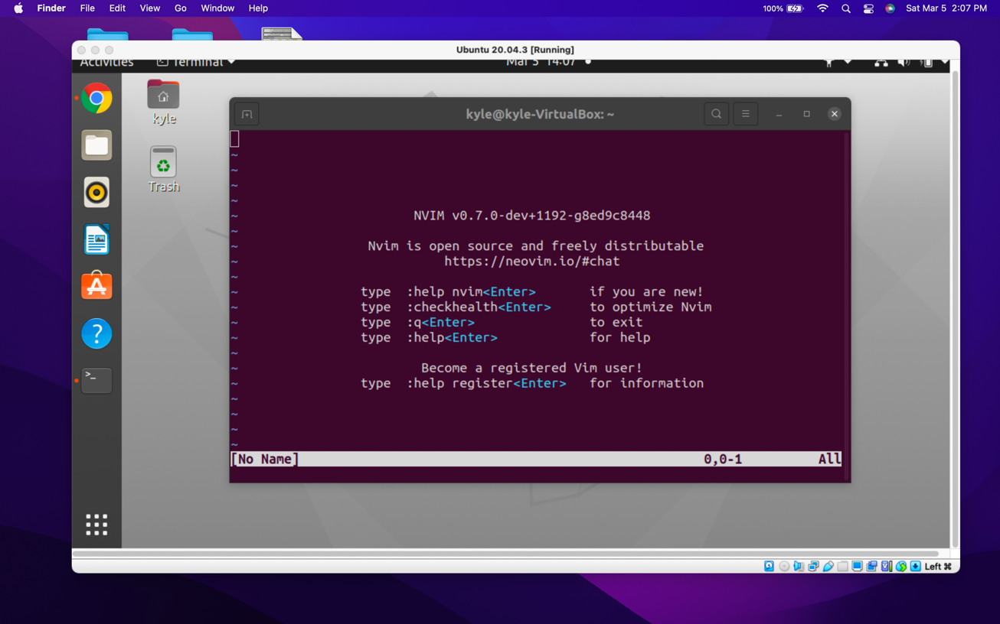 Finder File Edit View Go Window Help 100% Sat Mar 5 2:07 PM
Ubuntu 20.04.3 [Running]
Activities Terminal Mar 5 14:07
kyle
Trash
kyle@kyle-VirtualBox: ~
~
~
~
~
~ NVIM v0.7.0-dev+1192-g8ed9c8448
~
~ Nvim is open source and freely distributable
~ https://neovim.io/#chat
~
~ type :help nvim<Enter> if you are new!
~ type :checkhealth<Enter> to optimize Nvim
~ type :q<Enter> to exit
~ type :help<Enter> for help
~
~ Become a registered Vim user!
~ type :help register<Enter> for information
~
~
~
~
[No Name] 0,0-1 All
Left ⌘